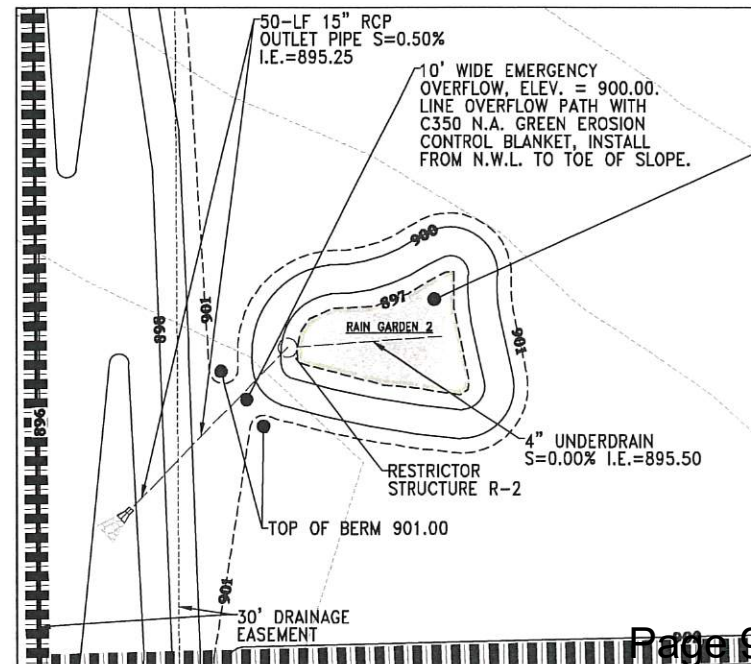 50-LF 15" RCP
OUTLET PIPE S=0.50%
I.E.=895.25
10' WIDE EMERGENCY
OVERFLOW, ELEV. = 900.00.
LINE OVERFLOW PATH WITH
C350 N.A. GREEN EROSION
CONTROL BLANKET, INSTALL
FROM N.W.L. TO TOE OF SLOPE.
900
897
901
898
901
RAIN GARDEN 2
896
4" UNDERDRAIN
S=0.00% I.E.=895.50
RESTRICTOR
STRUCTURE R-2
TOP OF BERM 901.00
901
30' DRAINAGE
EASEMENT
Page 9